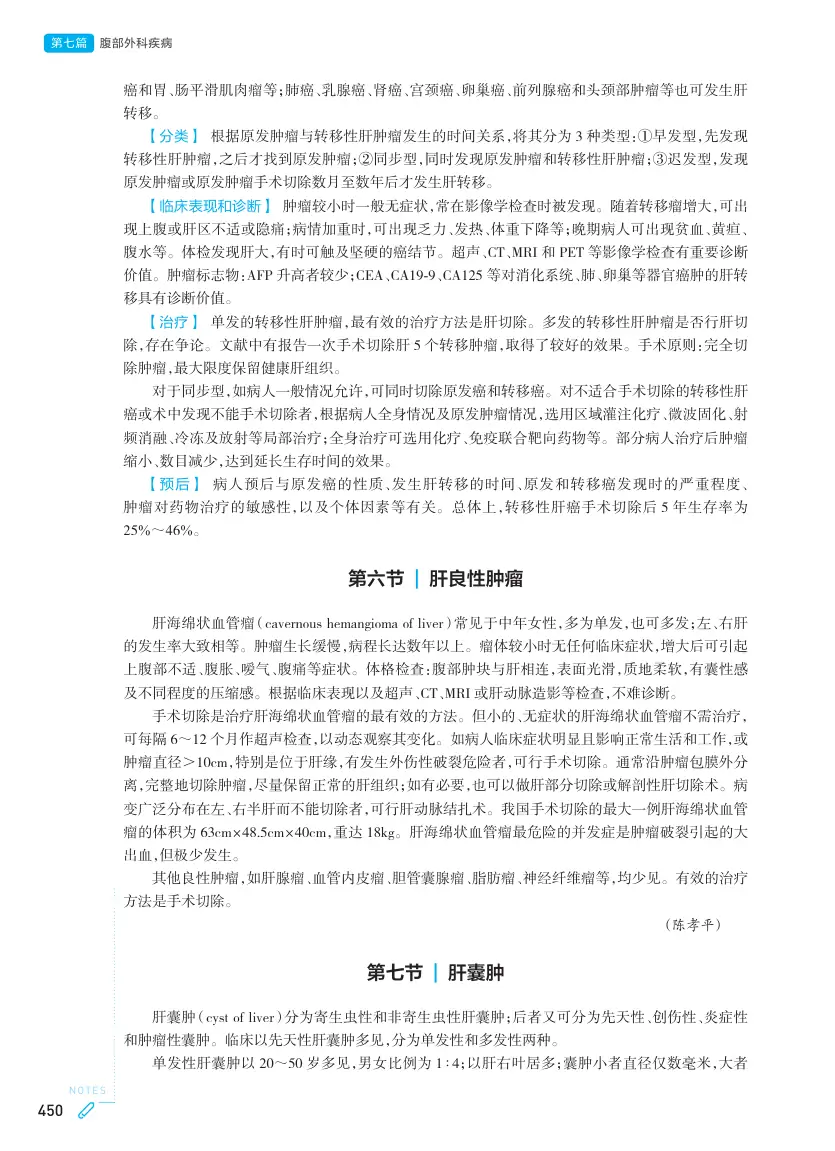 第七篇 腹部外科疾病
癌和胃、肠平滑肌肉瘤等;肺癌、乳腺癌、肾癌、宫颈癌、卵巢癌、前列腺癌和头颈部肿瘤等也可发生肝
转移。
【分类】 根据原发肿瘤与转移性肝肿瘤发生的时间关系,将其分为 3 种类型:①早发型,先发现
转移性肝肿瘤,之后才找到原发肿瘤;②同步型,同时发现原发肿瘤和转移性肝肿瘤;③迟发型,发现
原发肿瘤或原发肿瘤手术切除数月至数年后才发生肝转移。
【临床表现和诊断】 肿瘤较小时一般无症状,常在影像学检查时被发现。随着转移瘤增大,可出
现上腹或肝区不适或隐痛;病情加重时,可出现乏力、发热、体重下降等;晚期病人可出现贫血、黄疸、
腹水等。体检发现肝大,有时可触及坚硬的癌结节。超声、CT、MRI 和 PET 等影像学检查有重要诊断
价值。肿瘤标志物:AFP 升高者较少;CEA、CA19-9、CA125 等对消化系统、肺、卵巢等器官癌肿的肝转
移具有诊断价值。
【治疗】 单发的转移性肝肿瘤,最有效的治疗方法是肝切除。多发的转移性肝肿瘤是否行肝切
除,存在争论。文献中有报告一次手术切除肝 5 个转移肿瘤,取得了较好的效果。手术原则:完全切
除肿瘤,最大限度保留健康肝组织。
对于同步型,如病人一般情况允许,可同时切除原发癌和转移癌。对不适合手术切除的转移性肝
癌或术中发现不能手术切除者,根据病人全身情况及原发肿瘤情况,选用区域灌注化疗、微波固化、射
频消融、冷冻及放射等局部治疗;全身治疗可选用化疗、免疫联合靶向药物等。部分病人治疗后肿瘤
缩小、数目减少,达到延长生存时间的效果。
【预后】 病人预后与原发癌的性质、发生肝转移的时间、原发和转移癌发现时的严重程度、
肿瘤对药物治疗的敏感性,以及个体因素等有关。总体上,转移性肝癌手术切除后 5 年生存率为
25%～46%。
第六节 | 肝良性肿瘤
肝海绵状血管瘤(cavernous hemangioma of liver)常见于中年女性,多为单发,也可多发;左、右肝
的发生率大致相等。肿瘤生长缓慢,病程长达数年以上。瘤体较小时无任何临床症状,增大后可引起
上腹部不适、腹胀、嗳气、腹痛等症状。体格检查:腹部肿块与肝相连,表面光滑,质地柔软,有囊性感
及不同程度的压缩感。根据临床表现以及超声、CT、MRI 或肝动脉造影等检查,不难诊断。
手术切除是治疗肝海绵状血管瘤的最有效的方法。但小的、无症状的肝海绵状血管瘤不需治疗,
可每隔 6～12 个月作超声检查,以动态观察其变化。如病人临床症状明显且影响正常生活和工作,或
肿瘤直径＞10cm,特别是位于肝缘,有发生外伤性破裂危险者,可行手术切除。通常沿肿瘤包膜外分
离,完整地切除肿瘤,尽量保留正常的肝组织;如有必要,也可以做肝部分切除或解剖性肝切除术。病
变广泛分布在左、右半肝而不能切除者,可行肝动脉结扎术。我国手术切除的最大一例肝海绵状血管
瘤的体积为 63cm×48.5cm×40cm,重达 18kg。肝海绵状血管瘤最危险的并发症是肿瘤破裂引起的大
出血,但极少发生。
其他良性肿瘤,如肝腺瘤、血管内皮瘤、胆管囊腺瘤、脂肪瘤、神经纤维瘤等,均少见。有效的治疗
方法是手术切除。
(陈孝平)
第七节 | 肝囊肿
肝囊肿(cyst of liver)分为寄生虫性和非寄生虫性肝囊肿;后者又可分为先天性、创伤性、炎症性
和肿瘤性囊肿。临床以先天性肝囊肿多见,分为单发性和多发性两种。
单发性肝囊肿以 20～50 岁多见,男女比例为 1∶4;以肝右叶居多;囊肿小者直径仅数毫米,大者
NOTES
450